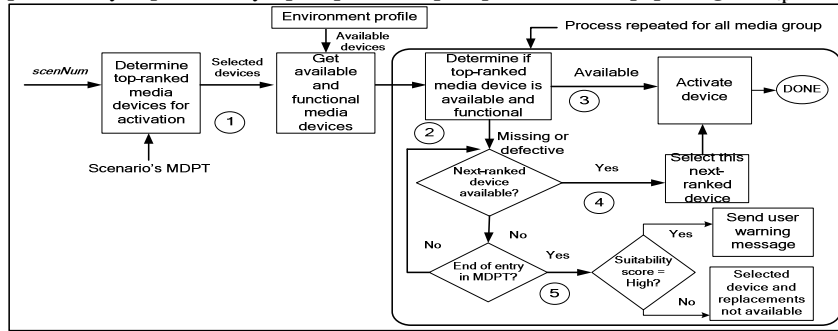 Environment profile
Process repeated for all media group
scenNum
Determine
top-ranked
media
devices for
activation
Selected
devices
1
Scenario's MDPT
Available
devices
Get
available
and
functional
media
devices
Determine if
top-ranked
media device is
available and
functional
2
Available
3
Activate
device
DONE
Missing or
defective
Next-ranked
device
available?
Yes
4
Select this
next-
ranked
device
No
No
End of entry
in MDPT?
Yes
5
Suitability
score =
High?
Yes
Send user
warning
message
No
Selected
device and
replacements
not available